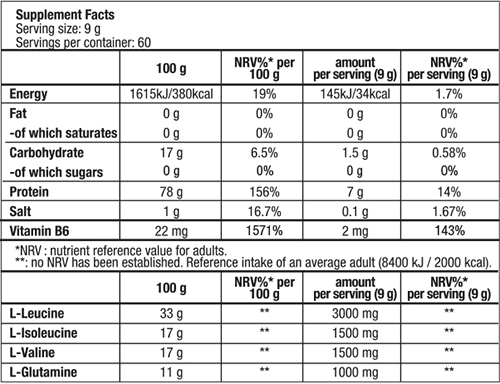 Supplement Facts
Serving size: 9 g
Servings per container: 60
100 g NRV%* per 100 g amount per serving (9 g) NRV%* per serving (9 g)
Energy 1615kJ/380kcal 19% 145kJ/34kcal 1.7%
Fat 0 g 0% 0 g 0%
-of which saturates 0 g 0% 0 g 0%
Carbohydrate 17 g 6.5% 1.5 g 0.58%
-of which sugars 0 g 0% 0 g 0%
Protein 78 g 156% 7 g 14%
Salt 1 g 16.7% 0.1 g 1.67%
Vitamin B6 22 mg 1571% 2 mg 143%
*NRV : nutrient reference value for adults.
**: no NRV has been established. Reference intake of an average adult (8400 kJ / 2000 kcal).
100 g NRV%* per 100 g amount per serving (9 g) NRV%* per serving (9 g)
L-Leucine 33 g ** 3000 mg **
L-Isoleucine 17 g ** 1500 mg **
L-Valine 17 g ** 1500 mg **
L-Glutamine 11 g ** 1000 mg **